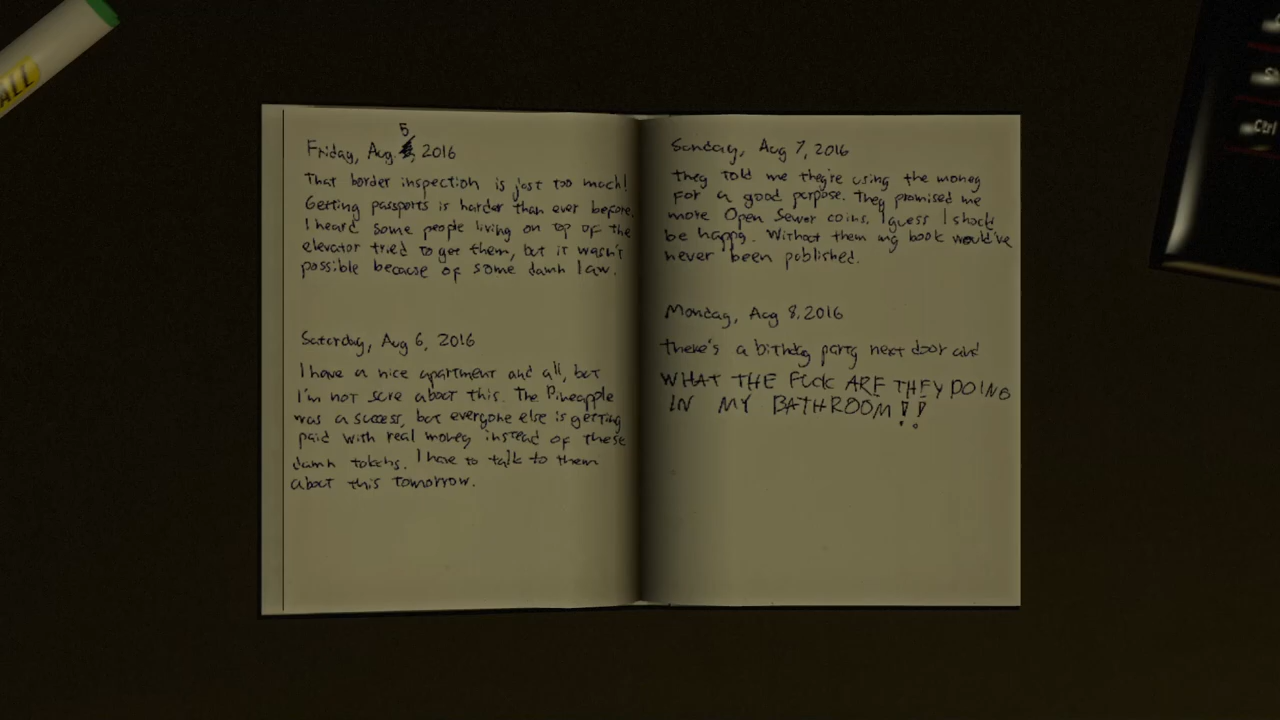 ALL
Ctrl
5
Friday, Aug. , 2016
That border inspection is just too much!
Getting passports is harder than ever before.
I heard some people living on top of the
elevator tried to get them, but it wasn't
possible because of some damn law.
Saturday, Aug 6, 2016
I have a nice apartment and all, but
I'm not sure about this. The Pineapple
was a success, but everyone else is getting
paid with real money instead of these
damn tokens. I have to talk to them
about this tomorrow.
Sunday, Aug 7, 2016
They told me they're using the money
for a good purpose. They promised me
more Open Sewer coins. I guess I should
be happy. Without them my book would've
never been published.
Monday, Aug 8, 2016
There's a bithday party next door and
WHAT THE FUCK ARE THEY DOING
IN MY BATHROOM!!